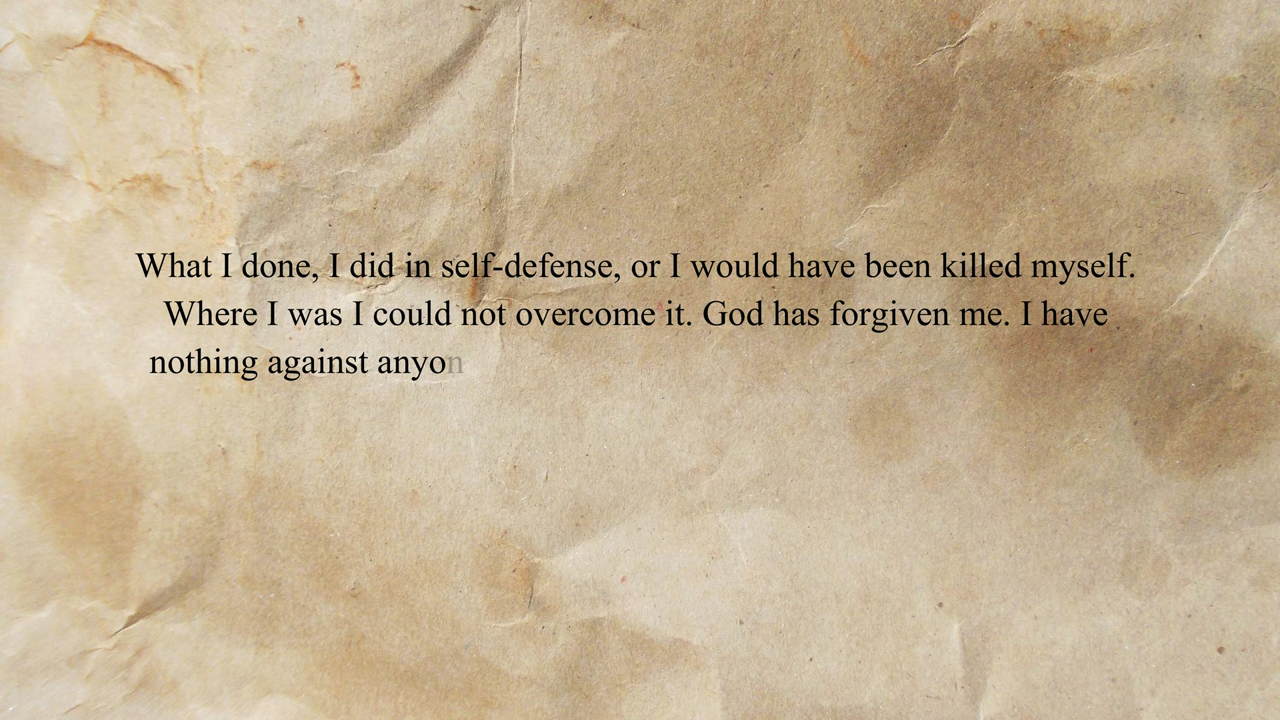 What I done, I did in self-defense, or I would have been killed myself.
Where I was I could not overcome it. God has forgiven me. I have
nothing against anyon